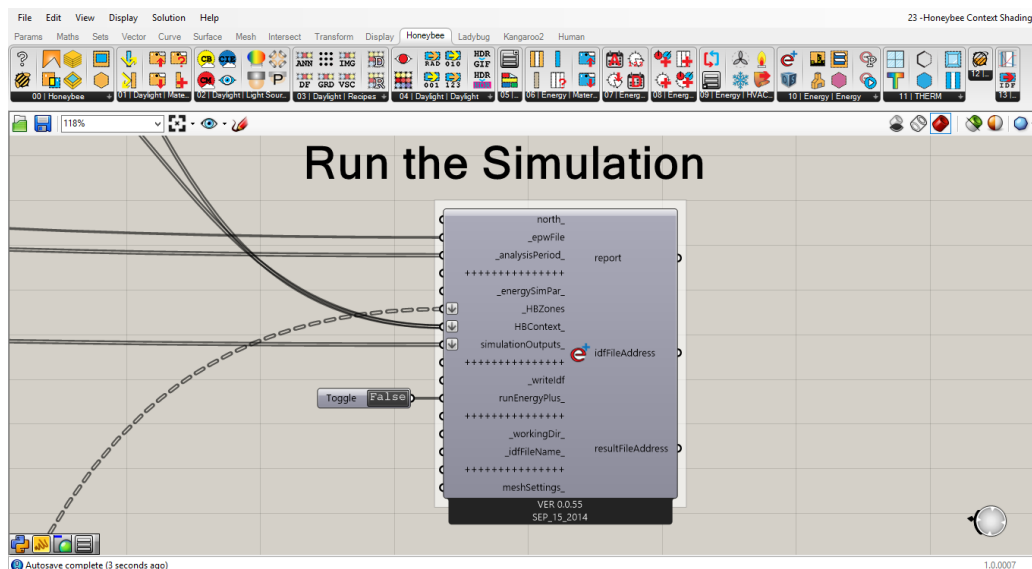 File Edit View Display Solution Help
23 -Honeybee Context Shading
Params Maths Sets Vector Curve Surface Mesh Intersect Transform Display Honeybee Ladybug Kangaroo2 Human
00 | Honeybee
01 | Daylight | Mate...
02 | Daylight | Light Sour...
03 | Daylight | Recipes
04 | Daylight | Daylight
05 |...
06 | Energy | Mater...
07 | Energ...
08 | Energ...
09 | Energy | HVAC...
10 | Energy | Energy
11 | THERM
12 |...
13 |...
118%
Run the Simulation
north_
_epwFile
_analysisPeriod_
report
+++++++++++++++
_energySimPar_
_HBZones
HBContext_
simulationOutputs_
idfFileAddress
+++++++++++++++
_writeIdf
Toggle False
runEnergyPlus_
+++++++++++++++
_workingDir_
_idfFileName_
resultFileAddress
+++++++++++++++
meshSettings_
VER 0.0.55
SEP_15_2014
Autosave complete (3 seconds ago)
1.0.0007